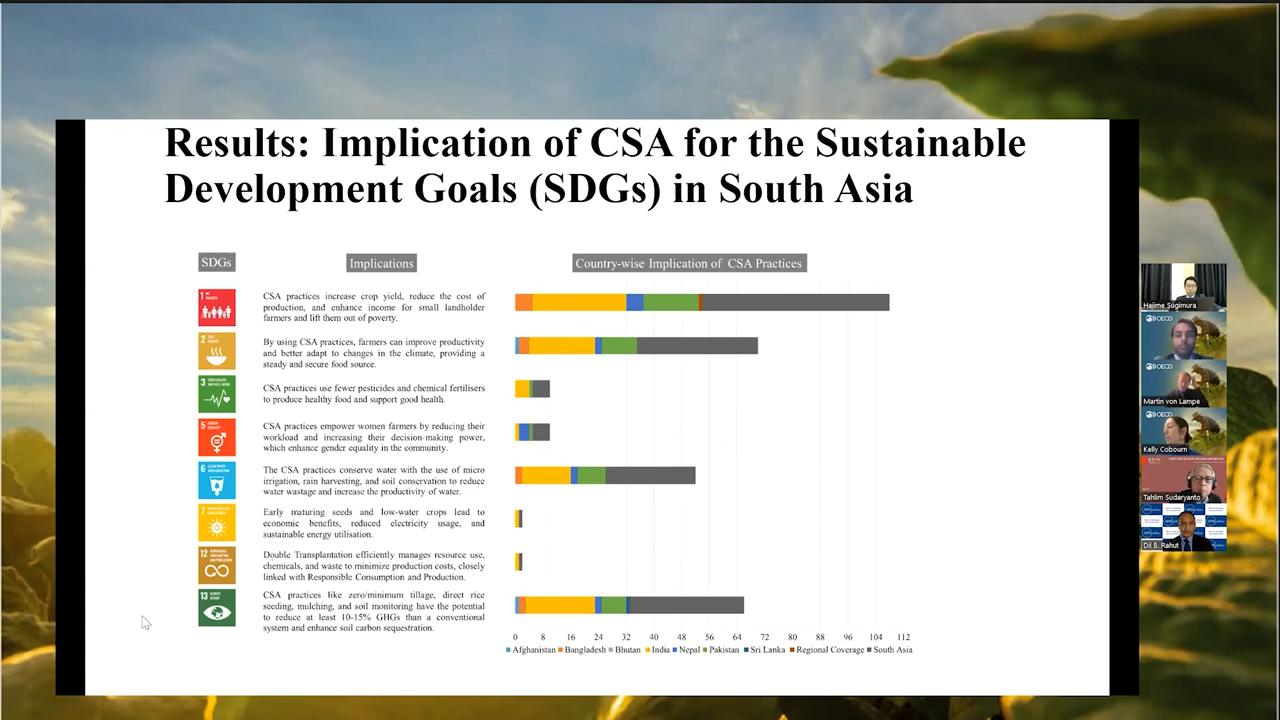 Results: Implication of CSA for the Sustainable
Development Goals (SDGs) in South Asia
SDGs
Implications
Country-wise Implication of CSA Practices
1
CSA practices increase crop yield, reduce the cost of
production, and enhance income for small landholder
farmers and lift them out of poverty.
2
By using CSA practices, farmers can improve productivity
and better adapt to changes in the climate, providing a
steady and secure food source.
3
CSA practices use fewer pesticides and chemical fertilisers
to produce healthy food and support good health.
5
CSA practices empower women farmers by reducing their
workload and increasing their decision-making power,
which enhance gender equality in the community.
6
The CSA practices conserve water with the use of micro
irrigation, rain harvesting, and soil conservation to reduce
water wastage and increase the productivity of water.
7
Early maturing seeds and low-water crops lead to
economic benefits, reduced electricity usage, and
sustainable energy utilisation.
12
Double Transplantation efficiently manages resource use,
chemicals, and waste to minimize production costs, closely
linked with Responsible Consumption and Production.
13
CSA practices like zero/minimum tillage, direct rice
seeding, mulching, and soil monitoring have the potential
to reduce at least 10-15% GHGs than a conventional
system and enhance soil carbon sequestration.
0 8 16 24 32 40 48 56 64 72 80 88 96 104 112
Afghanistan Bangladesh Bhutan India Nepal Pakistan Sri Lanka Regional Coverage South Asia
Hajime Sugimura
OECD
OECD
Martin von Lampe
OECD
Kelly Cobourn
Tahlim Sudaryanto
Dil B. Rahut